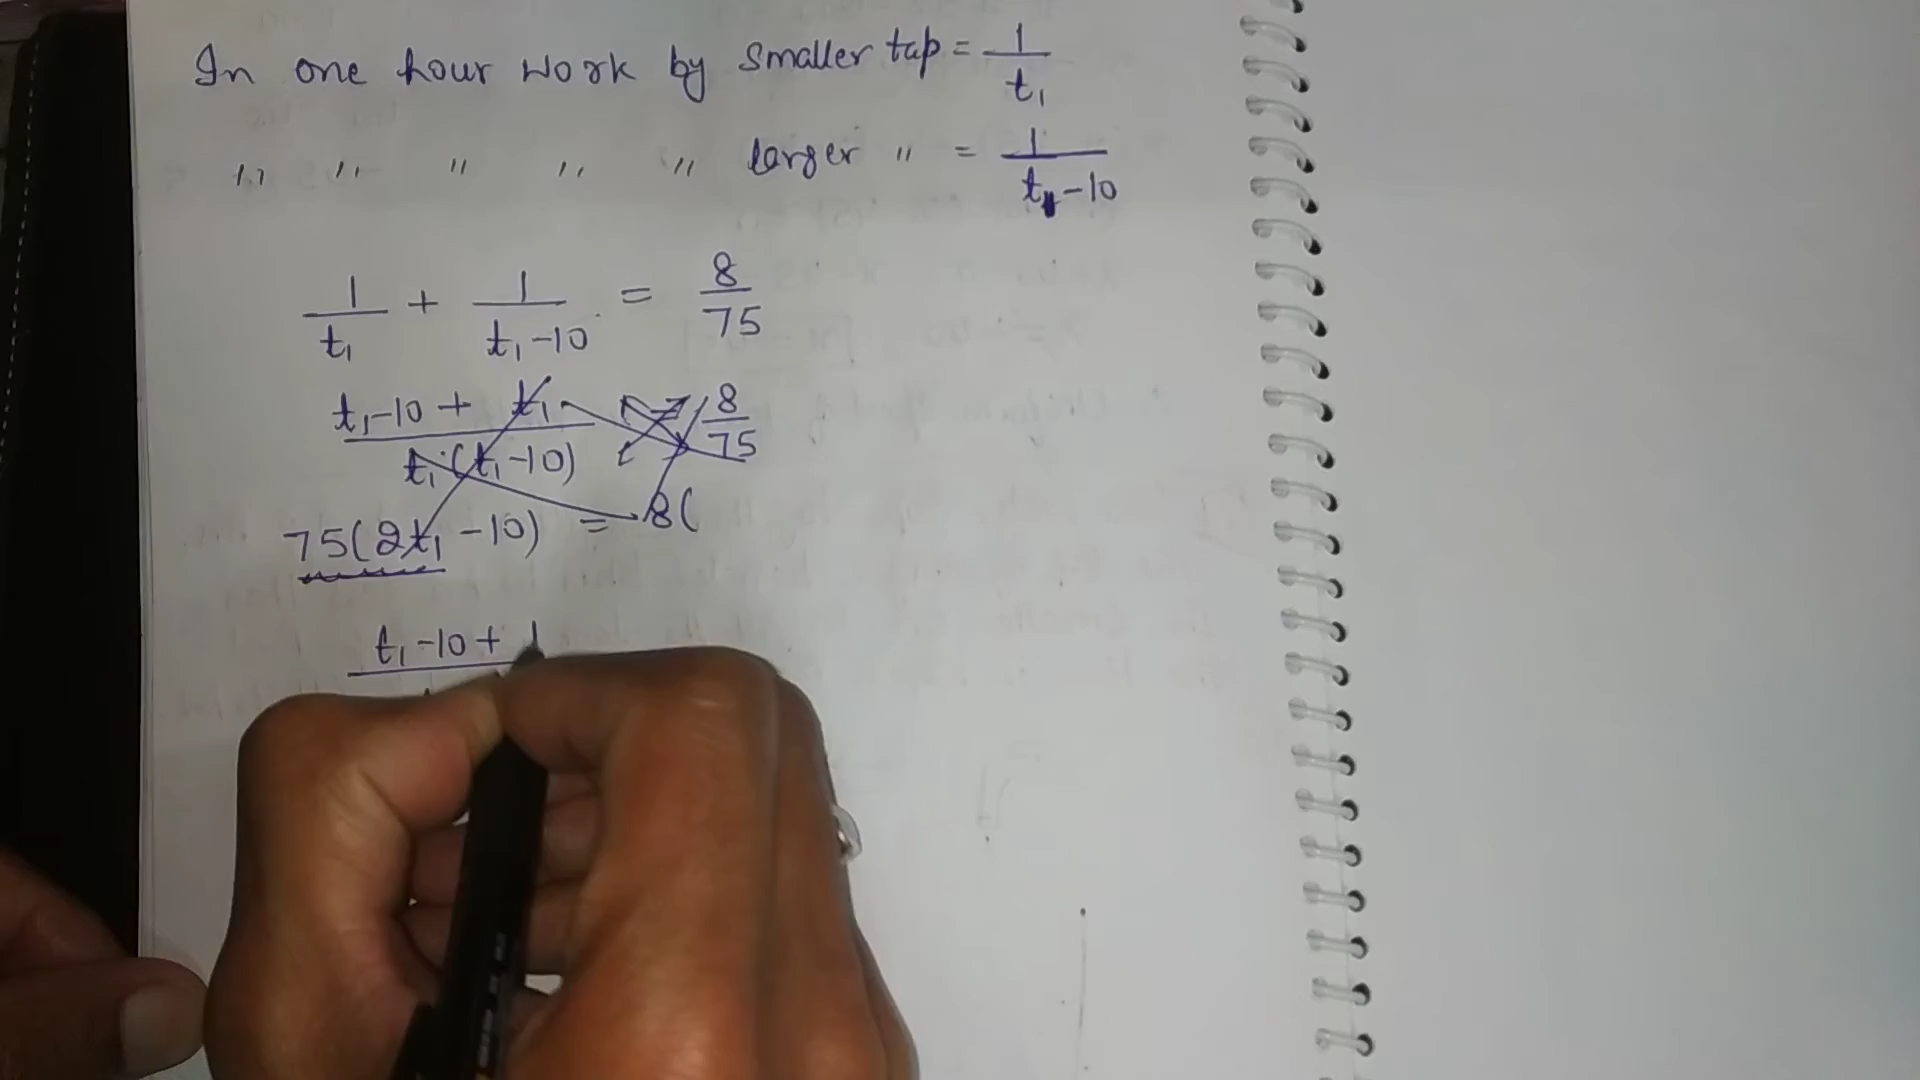 In one hour work by smaller tap = 1/t₁
" " " " " larger " = 1/t₁-10
1/t₁ + 1/t₁-10 = 8/75
t₁-10 + t₁ / t₁(t₁-10) = 8/75
75(2t₁-10) = 8(
t₁-10+